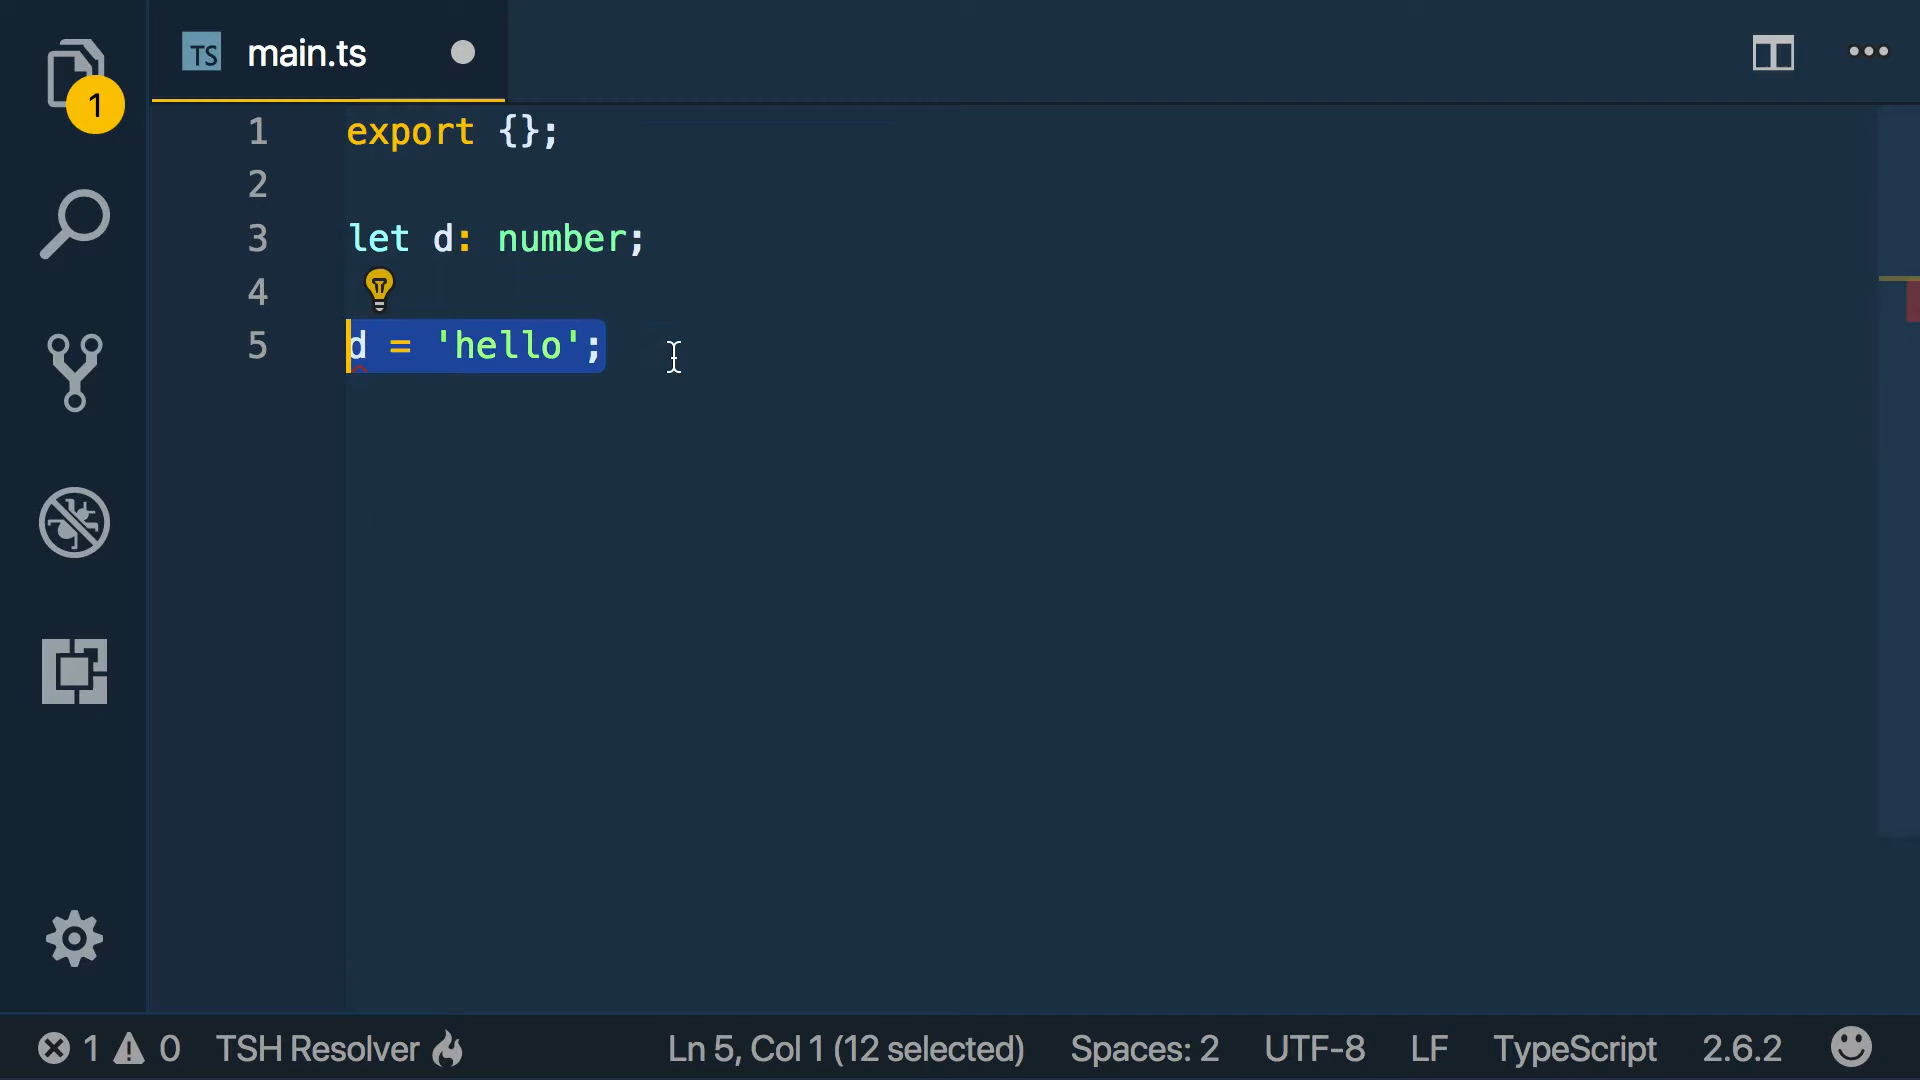 TS main.ts
1
1 export {};
2
3 let d: number;
4
5 d = 'hello';
1 0 TSH Resolver Ln 5, Col 1 (12 selected) Spaces: 2 UTF-8 LF TypeScript 2.6.2